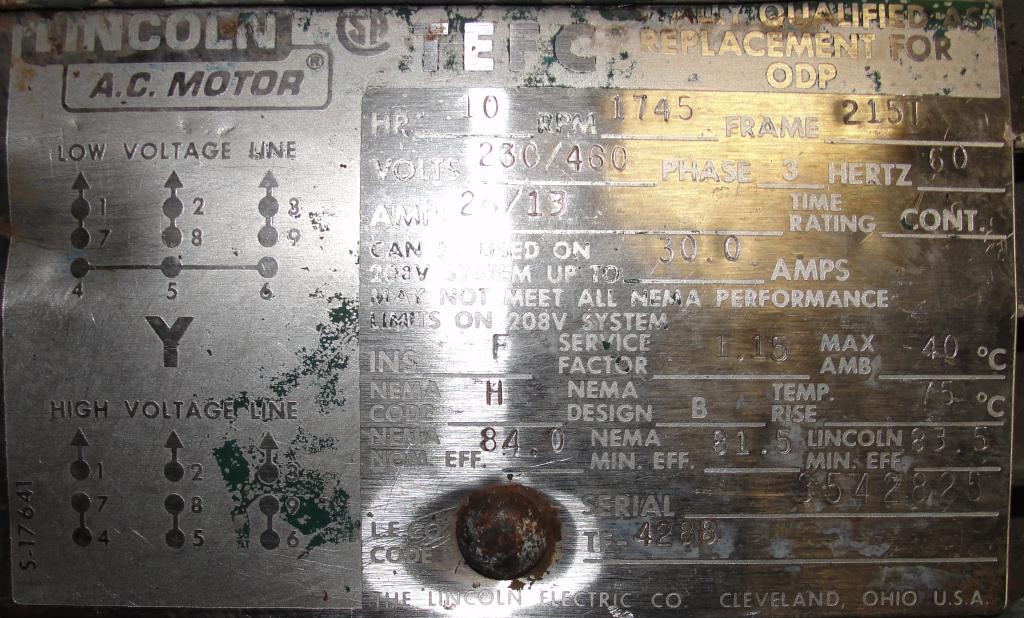 LINCOLN
A.C. MOTOR ®
TEFC
QUALIFIED AS
REPLACEMENT FOR
ODP
HP 10 RPM 1745 FRAME 215T
VOLTS 230/460 PHASE 3 HERTZ 60
26/13 TIME RATING CONT.
USED ON
208V SYSTEM UP TO 30.0 AMPS
MAY NOT MEET ALL NEMA PERFORMANCE
LIMITS ON 208V SYSTEM
INS. F SERVICE FACTOR 1.15 MAX AMB 40 °C
NEMA CODE H NEMA DESIGN B TEMP. RISE 75 °C
NEMA NOM EFF. 84.0 NEMA MIN. EFF. 81.5 LINCOLN MIN. EFF. 83.5
SERIAL 3542825
CODE 4288
THE LINCOLN ELECTRIC CO. CLEVELAND, OHIO U.S.A.
LOW VOLTAGE LINE
1 2 3
7 8 9
4 5 6
Y
HIGH VOLTAGE LINE
1 2 3
7 8 9
4 5 6
S-17641